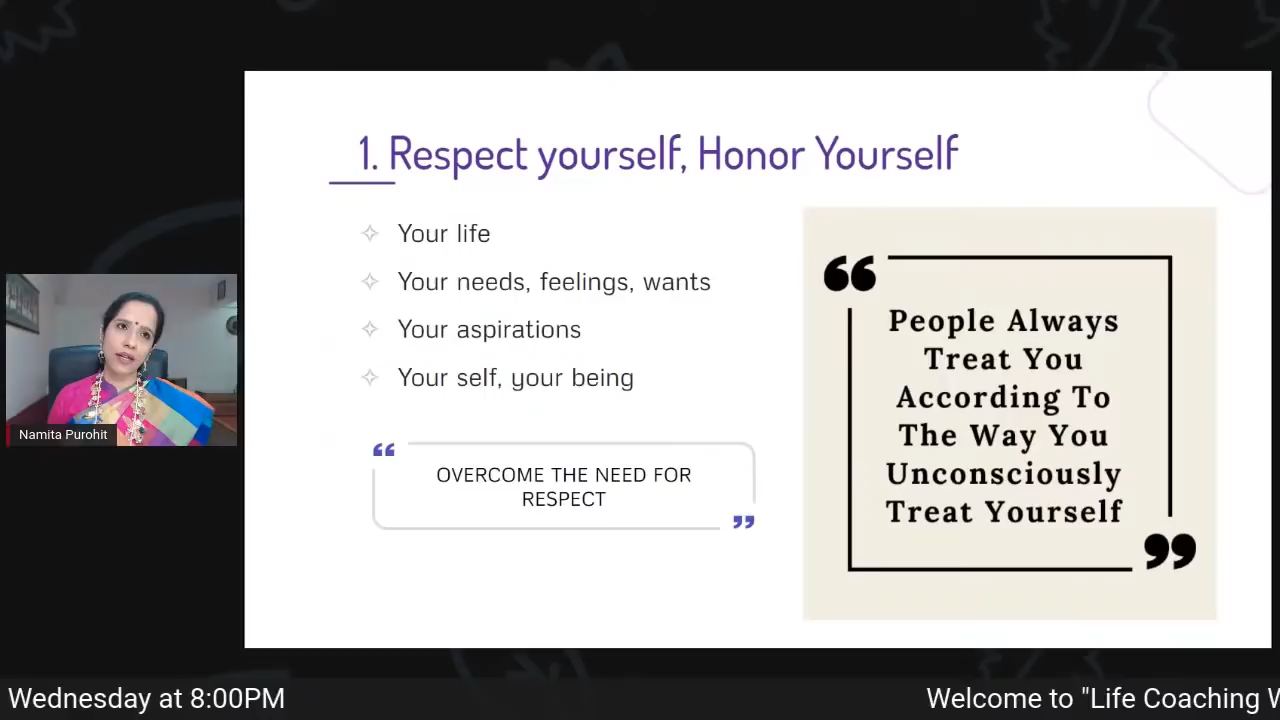 1. Respect yourself, Honor Yourself
Your life
Your needs, feelings, wants
Your aspirations
Your self, your being
“
OVERCOME THE NEED FOR
RESPECT
”
“
People Always
Treat You
According To
The Way You
Unconsciously
Treat Yourself
”
Namita Purohit
Wednesday at 8:00PM
Welcome to "Life Coaching